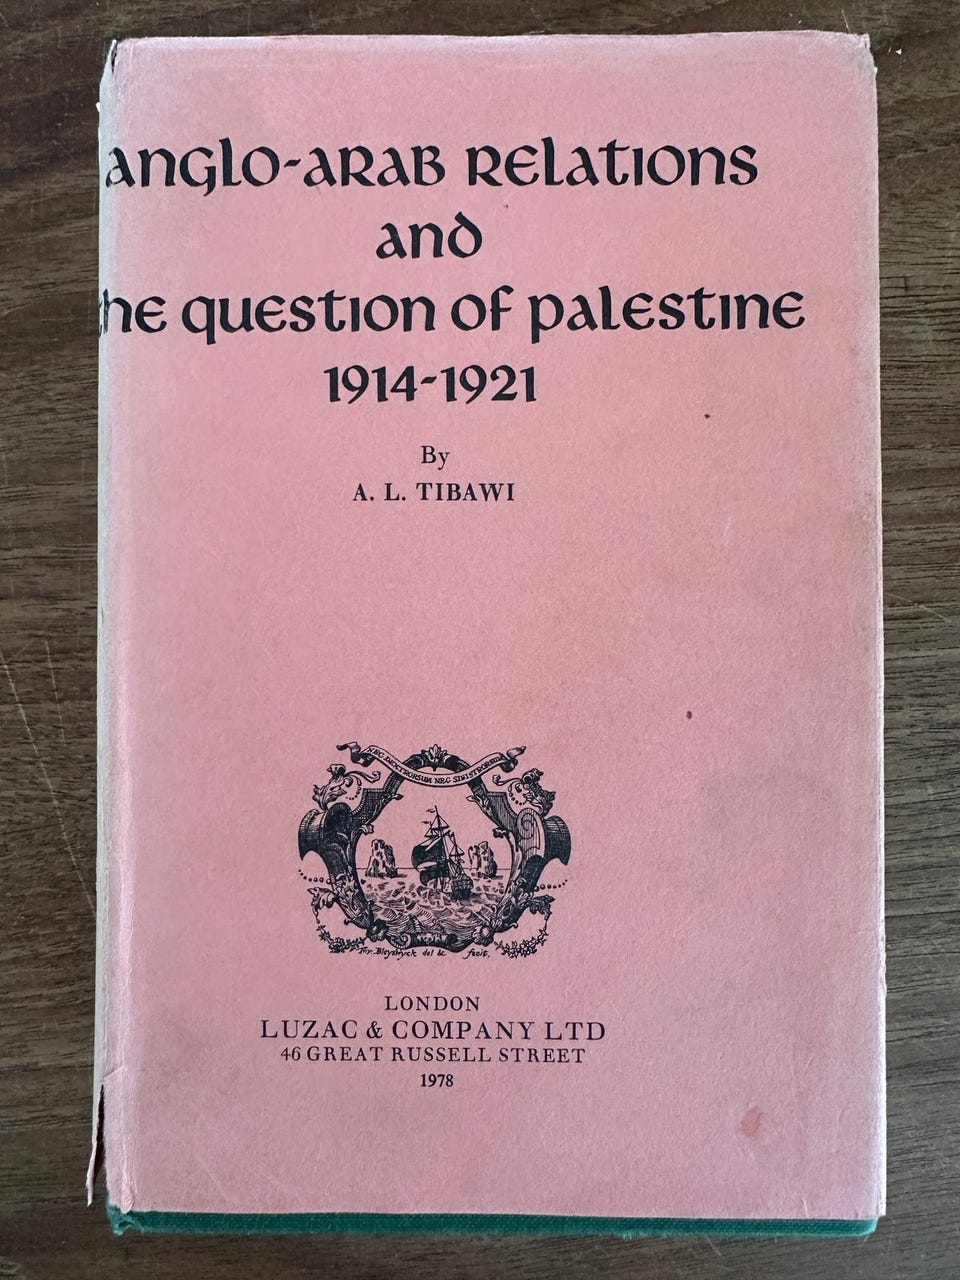 anglo-arab relations
and
the question of palestine
1914-1921
By
A. L. TIBAWI
NEC DEXTRORSUM NEC SINISTRORSUM
LONDON
LUZAC & COMPANY LTD
46 GREAT RUSSELL STREET
1978